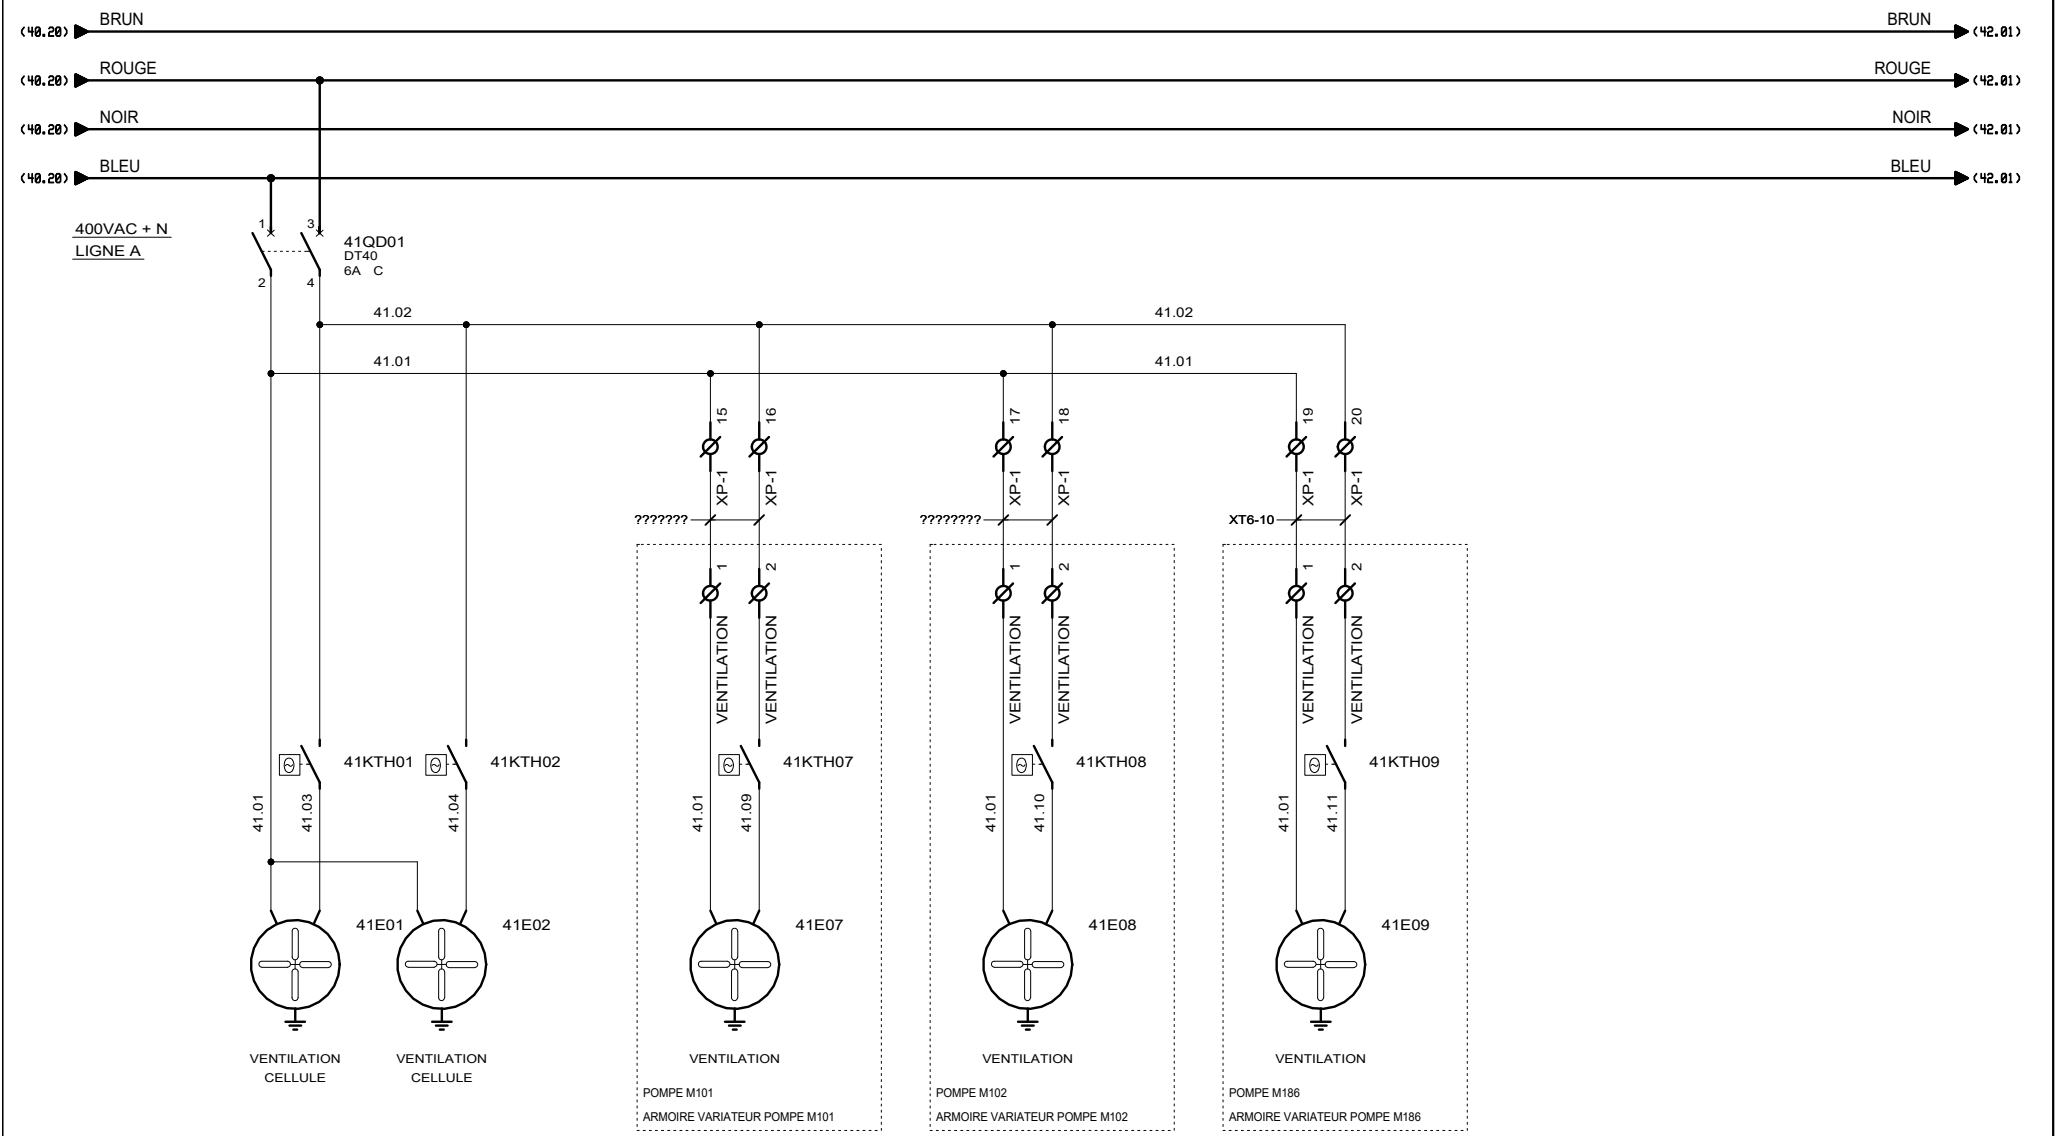 BRUN BRUN
(40.20) (42.01)
ROUGE ROUGE
(40.20) (42.01)
NOIR NOIR
(40.20) (42.01)
BLEU BLEU
(40.20) (42.01)
400VAC + N
LIGNE A
1 3
41QD01
DT40
6A C
2 4
41.02 41.02
41.01 41.01
15 16 17 18 19 20
XP-1 XP-1 XP-1 XP-1 XP-1 XP-1
??????? ???????? XT6-10
1 2 1 2 1 2
VENTILATION VENTILATION VENTILATION VENTILATION VENTILATION VENTILATION
41KTH01 41KTH02 41KTH07 41KTH08 41KTH09
41.01 41.03 41.04 41.01 41.09 41.01 41.10 41.01 41.11
41E01 41E02 41E07 41E08 41E09
VENTILATION VENTILATION VENTILATION VENTILATION VENTILATION
CELLULE CELLULE
POMPE M101 POMPE M102 POMPE M186
ARMOIRE VARIATEUR POMPE M101 ARMOIRE VARIATEUR POMPE M102 ARMOIRE VARIATEUR POMPE M186